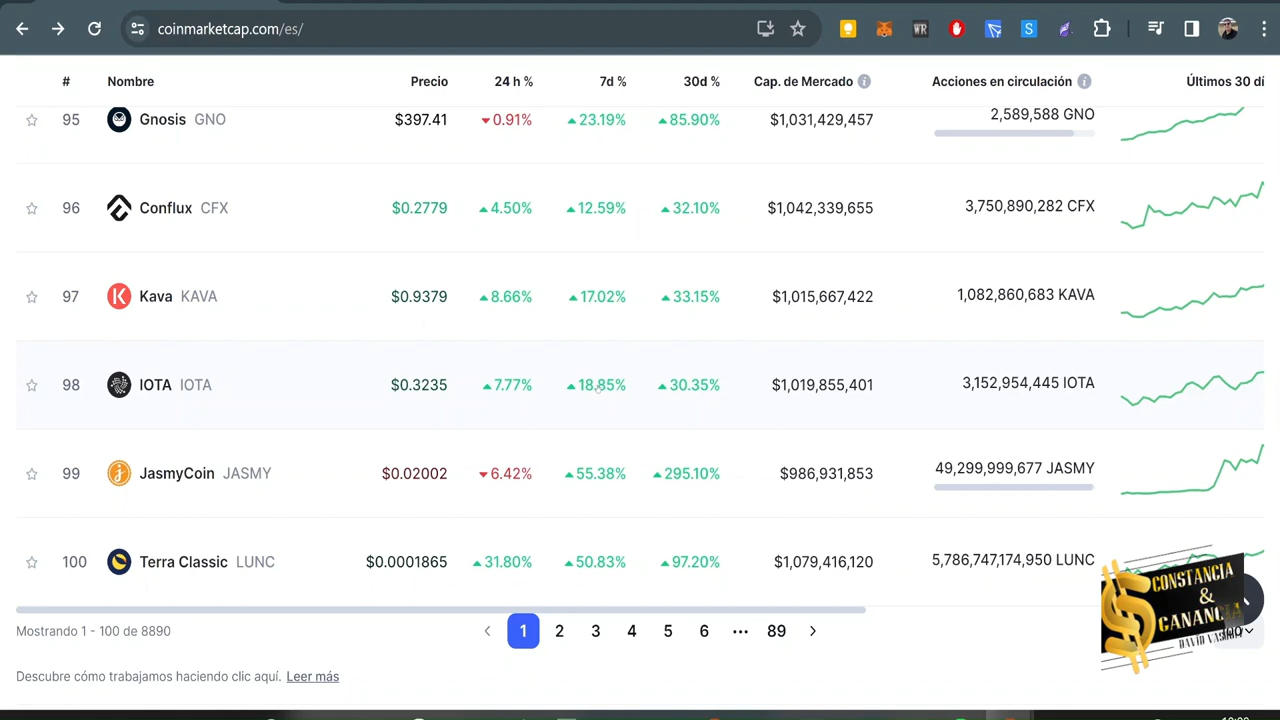 coinmarketcap.com/es/
# Nombre Precio 24 h % 7d % 30d % Cap. de Mercado Acciones en circulación Últimos 30 dí
95 Gnosis GNO $397.41 0.91% 23.19% 85.90% $1,031,429,457 2,589,588 GNO
96 Conflux CFX $0.2779 4.50% 12.59% 32.10% $1,042,339,655 3,750,890,282 CFX
97 Kava KAVA $0.9379 8.66% 17.02% 33.15% $1,015,667,422 1,082,860,683 KAVA
98 IOTA IOTA $0.3235 7.77% 18.85% 30.35% $1,019,855,401 3,152,954,445 IOTA
99 JasmyCoin JASMY $0.02002 6.42% 55.38% 295.10% $986,931,853 49,299,999,677 JASMY
100 Terra Classic LUNC $0.0001865 31.80% 50.83% 97.20% $1,079,416,120 5,786,747,174,950 LUNC
CONSTANCIA
&
GANANCIA
Mostrando 1 - 100 de 8890 1 2 3 4 5 6 ... 89
Descubre cómo trabajamos haciendo clic aquí. Leer más